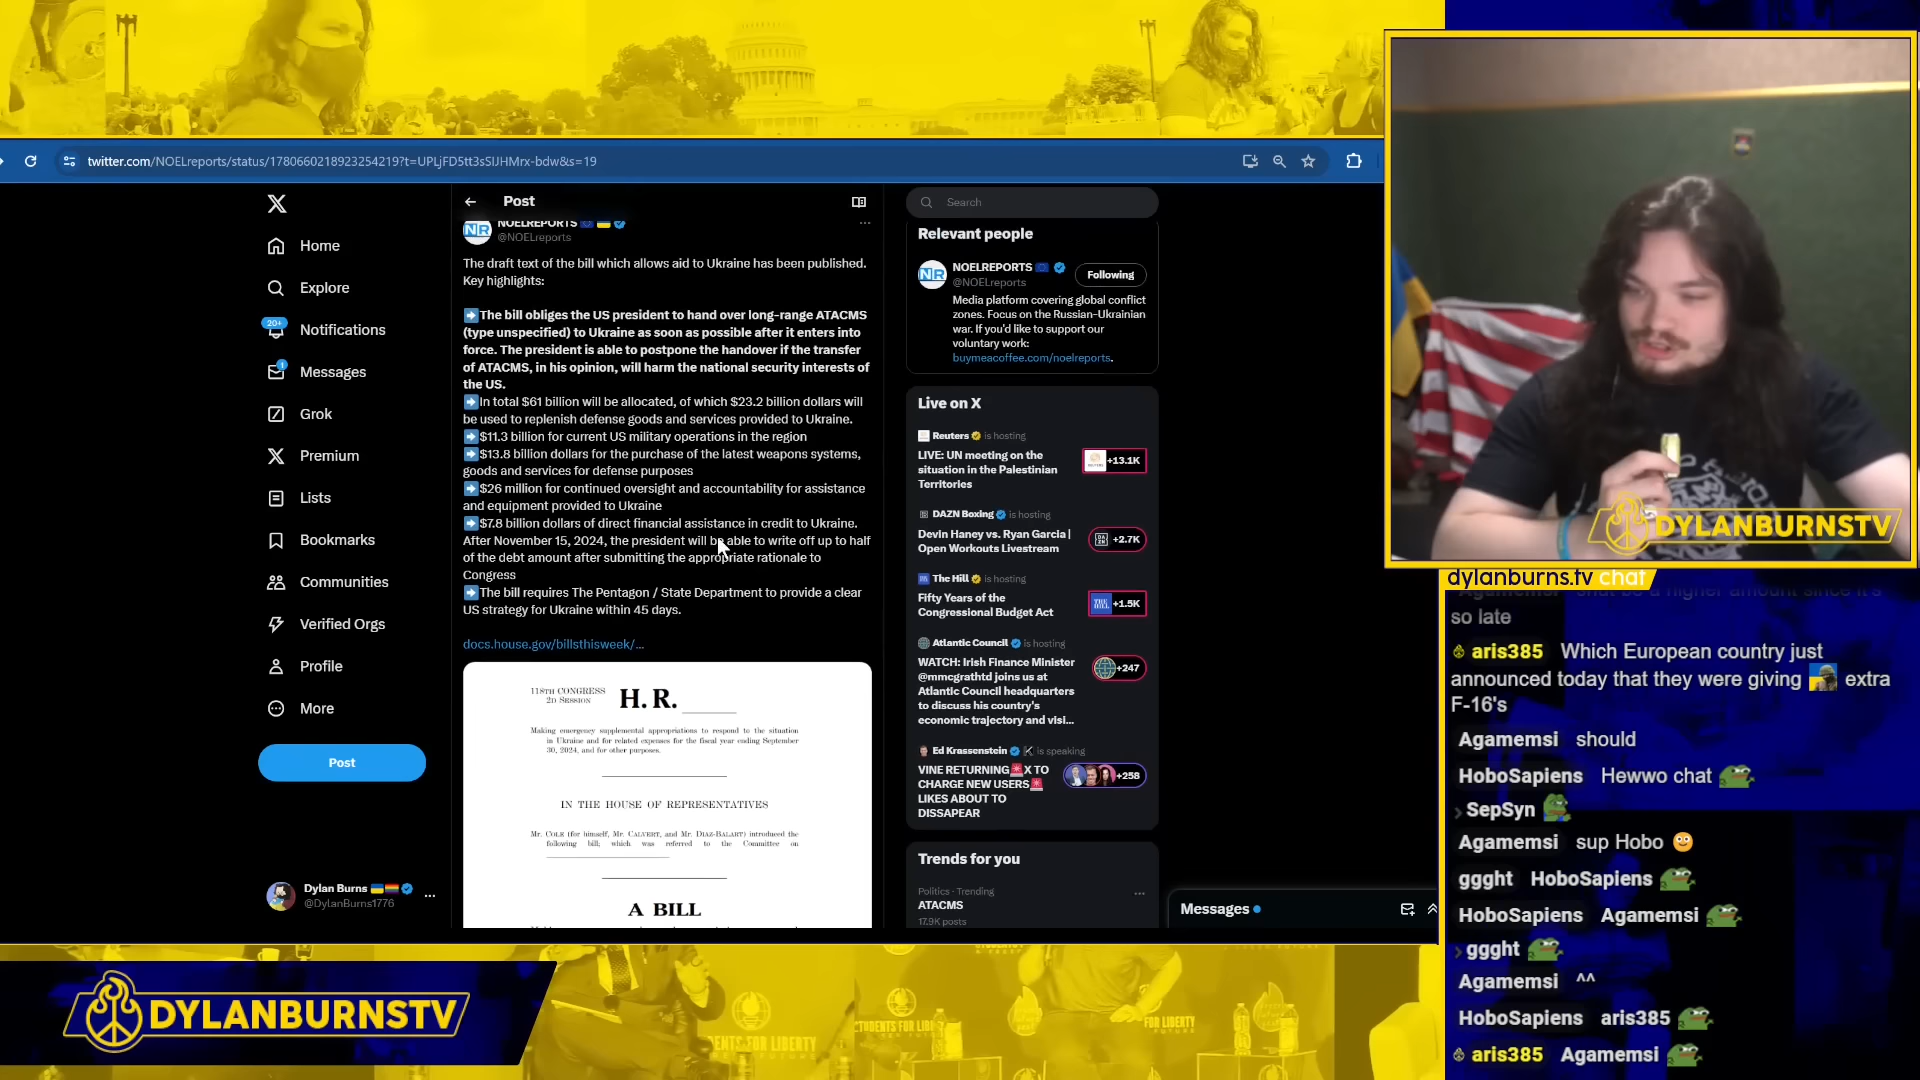 twitter.com/NOELreports/status/1780660218923254219?t=UPLjFD5tt3sSIJHMrx-bdw&s=19
Home
Explore
20+
Notifications
1
Messages
Grok
Premium
Lists
Bookmarks
Communities
Verified Orgs
Profile
More
Post
Dylan Burns
@DylanBurns1776
Post
NR
NOELREPORTS
@NOELreports
The draft text of the bill which allows aid to Ukraine has been published.
Key highlights:
➡️The bill obliges the US president to hand over long-range ATACMS
(type unspecified) to Ukraine as soon as possible after it enters into
force. The president is able to postpone the handover if the transfer
of ATACMS, in his opinion, will harm the national security interests of
the US.
➡️In total $61 billion will be allocated, of which $23.2 billion dollars will
be used to replenish defense goods and services provided to Ukraine.
➡️$11.3 billion for current US military operations in the region
➡️$13.8 billion dollars for the purchase of the latest weapons systems,
goods and services for defense purposes
➡️$26 million for continued oversight and accountability for assistance
and equipment provided to Ukraine
➡️$7.8 billion dollars of direct financial assistance in credit to Ukraine.
After November 15, 2024, the president will be able to write off up to half
of the debt amount after submitting the appropriate rationale to
Congress
➡️The bill requires The Pentagon / State Department to provide a clear
US strategy for Ukraine within 45 days.
docs.house.gov/billsthisweek/...
118TH CONGRESS
2D SESSION
H. R.
Making emergency supplemental appropriations to respond to the situation
in Ukraine and for related expenses for the fiscal year ending September
30, 2024, and for other purposes.
IN THE HOUSE OF REPRESENTATIVES
Mr. COLE (for himself, Mr. CALVERT, and Mr. DIAZ-BALART) introduced the
following bill; which was referred to the Committee on
A BILL
Search
Relevant people
NR
NOELREPORTS
@NOELreports
Following
Media platform covering global conflict
zones. Focus on the Russian-Ukrainian
war. If you'd like to support our
voluntary work:
buymeacoffee.com/noelreports.
Live on X
Reuters is hosting
LIVE: UN meeting on the
situation in the Palestinian
Territories
+13.1K
DAZN Boxing is hosting
Devin Haney vs. Ryan Garcia |
Open Workouts Livestream
+2.7K
The Hill is hosting
Fifty Years of the
Congressional Budget Act
+1.5K
Atlantic Council is hosting
WATCH: Irish Finance Minister
@mmcgrathtd joins us at
Atlantic Council headquarters
to discuss his country's
economic trajectory and visi...
+247
Ed Krassenstein is speaking
VINE RETURNING🚨X TO
CHARGE NEW USERS🚨
LIKES ABOUT TO
DISSAPEAR
+258
Trends for you
Politics · Trending
ATACMS
17.9K posts
Messages
DYLANBURNSTV
dylanburns.tv chat
so late
aris385 Which European country just
announced today that they were giving extra
F-16's
Agamemsi should
HoboSapiens Hewwo chat
SepSyn
Agamemsi sup Hobo
ggght HoboSapiens
HoboSapiens Agamemsi
ggght
Agamemsi ^^
HoboSapiens aris385
aris385 Agamemsi
DYLANBURNSTV